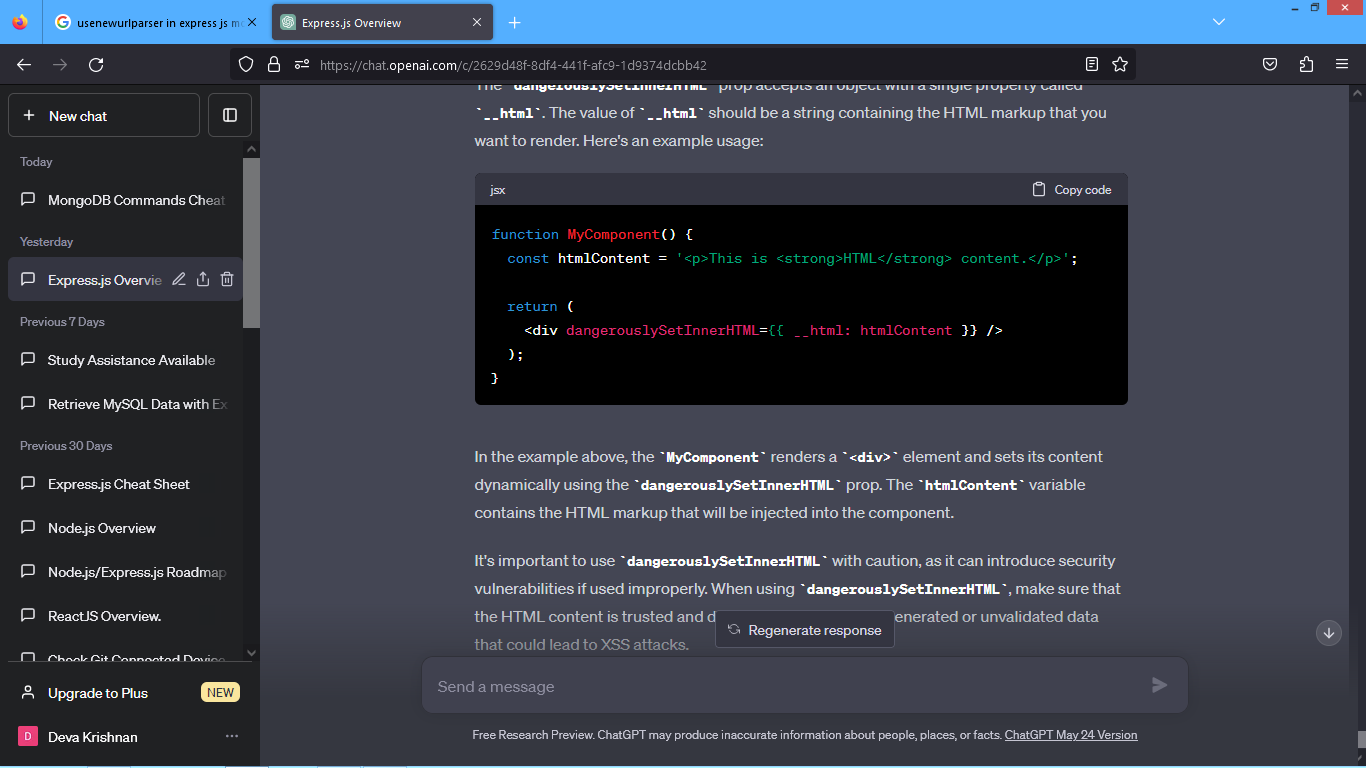 usenewurlparser in express js mo
Express.js Overview
https://chat.openai.com/c/2629d48f-8df4-441f-afc9-1d9374dcbb42
New chat
Today
MongoDB Commands Cheat
Yesterday
Express.js Overvie
Previous 7 Days
Study Assistance Available
Retrieve MySQL Data with Ex
Previous 30 Days
Express.js Cheat Sheet
Node.js Overview
Node.js/Express.js Roadmap
ReactJS Overview.
Check Git Connected Device
Upgrade to Plus NEW
D Deva Krishnan
The `dangerouslySetInnerHTML` prop accepts an object with a single property called
`__html`. The value of `__html` should be a string containing the HTML markup that you
want to render. Here's an example usage:
jsx Copy code
function MyComponent() {
const htmlContent = '<p>This is <strong>HTML</strong> content.</p>';
return (
<div dangerouslySetInnerHTML={{ __html: htmlContent }} />
);
}
In the example above, the `MyComponent` renders a `<div>` element and sets its content
dynamically using the `dangerouslySetInnerHTML` prop. The `htmlContent` variable
contains the HTML markup that will be injected into the component.
It's important to use `dangerouslySetInnerHTML` with caution, as it can introduce security
vulnerabilities if used improperly. When using `dangerouslySetInnerHTML`, make sure that
the HTML content is trusted and d enerated or unvalidated data
that could lead to XSS attacks.
Regenerate response
Send a message
Free Research Preview. ChatGPT may produce inaccurate information about people, places, or facts. ChatGPT May 24 Version